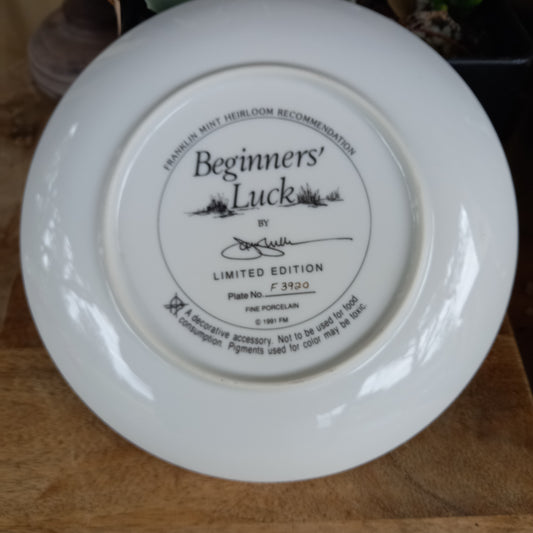 FRANKLIN MINT HEIRLOOM RECOMMENDATION
Beginners'
Luck
BY
LIMITED EDITION
Plate No. F3920
FINE PORCELAIN
© 1991 FM
A decorative accessory. Not to be used for food
consumption. Pigments used for color may be toxic.